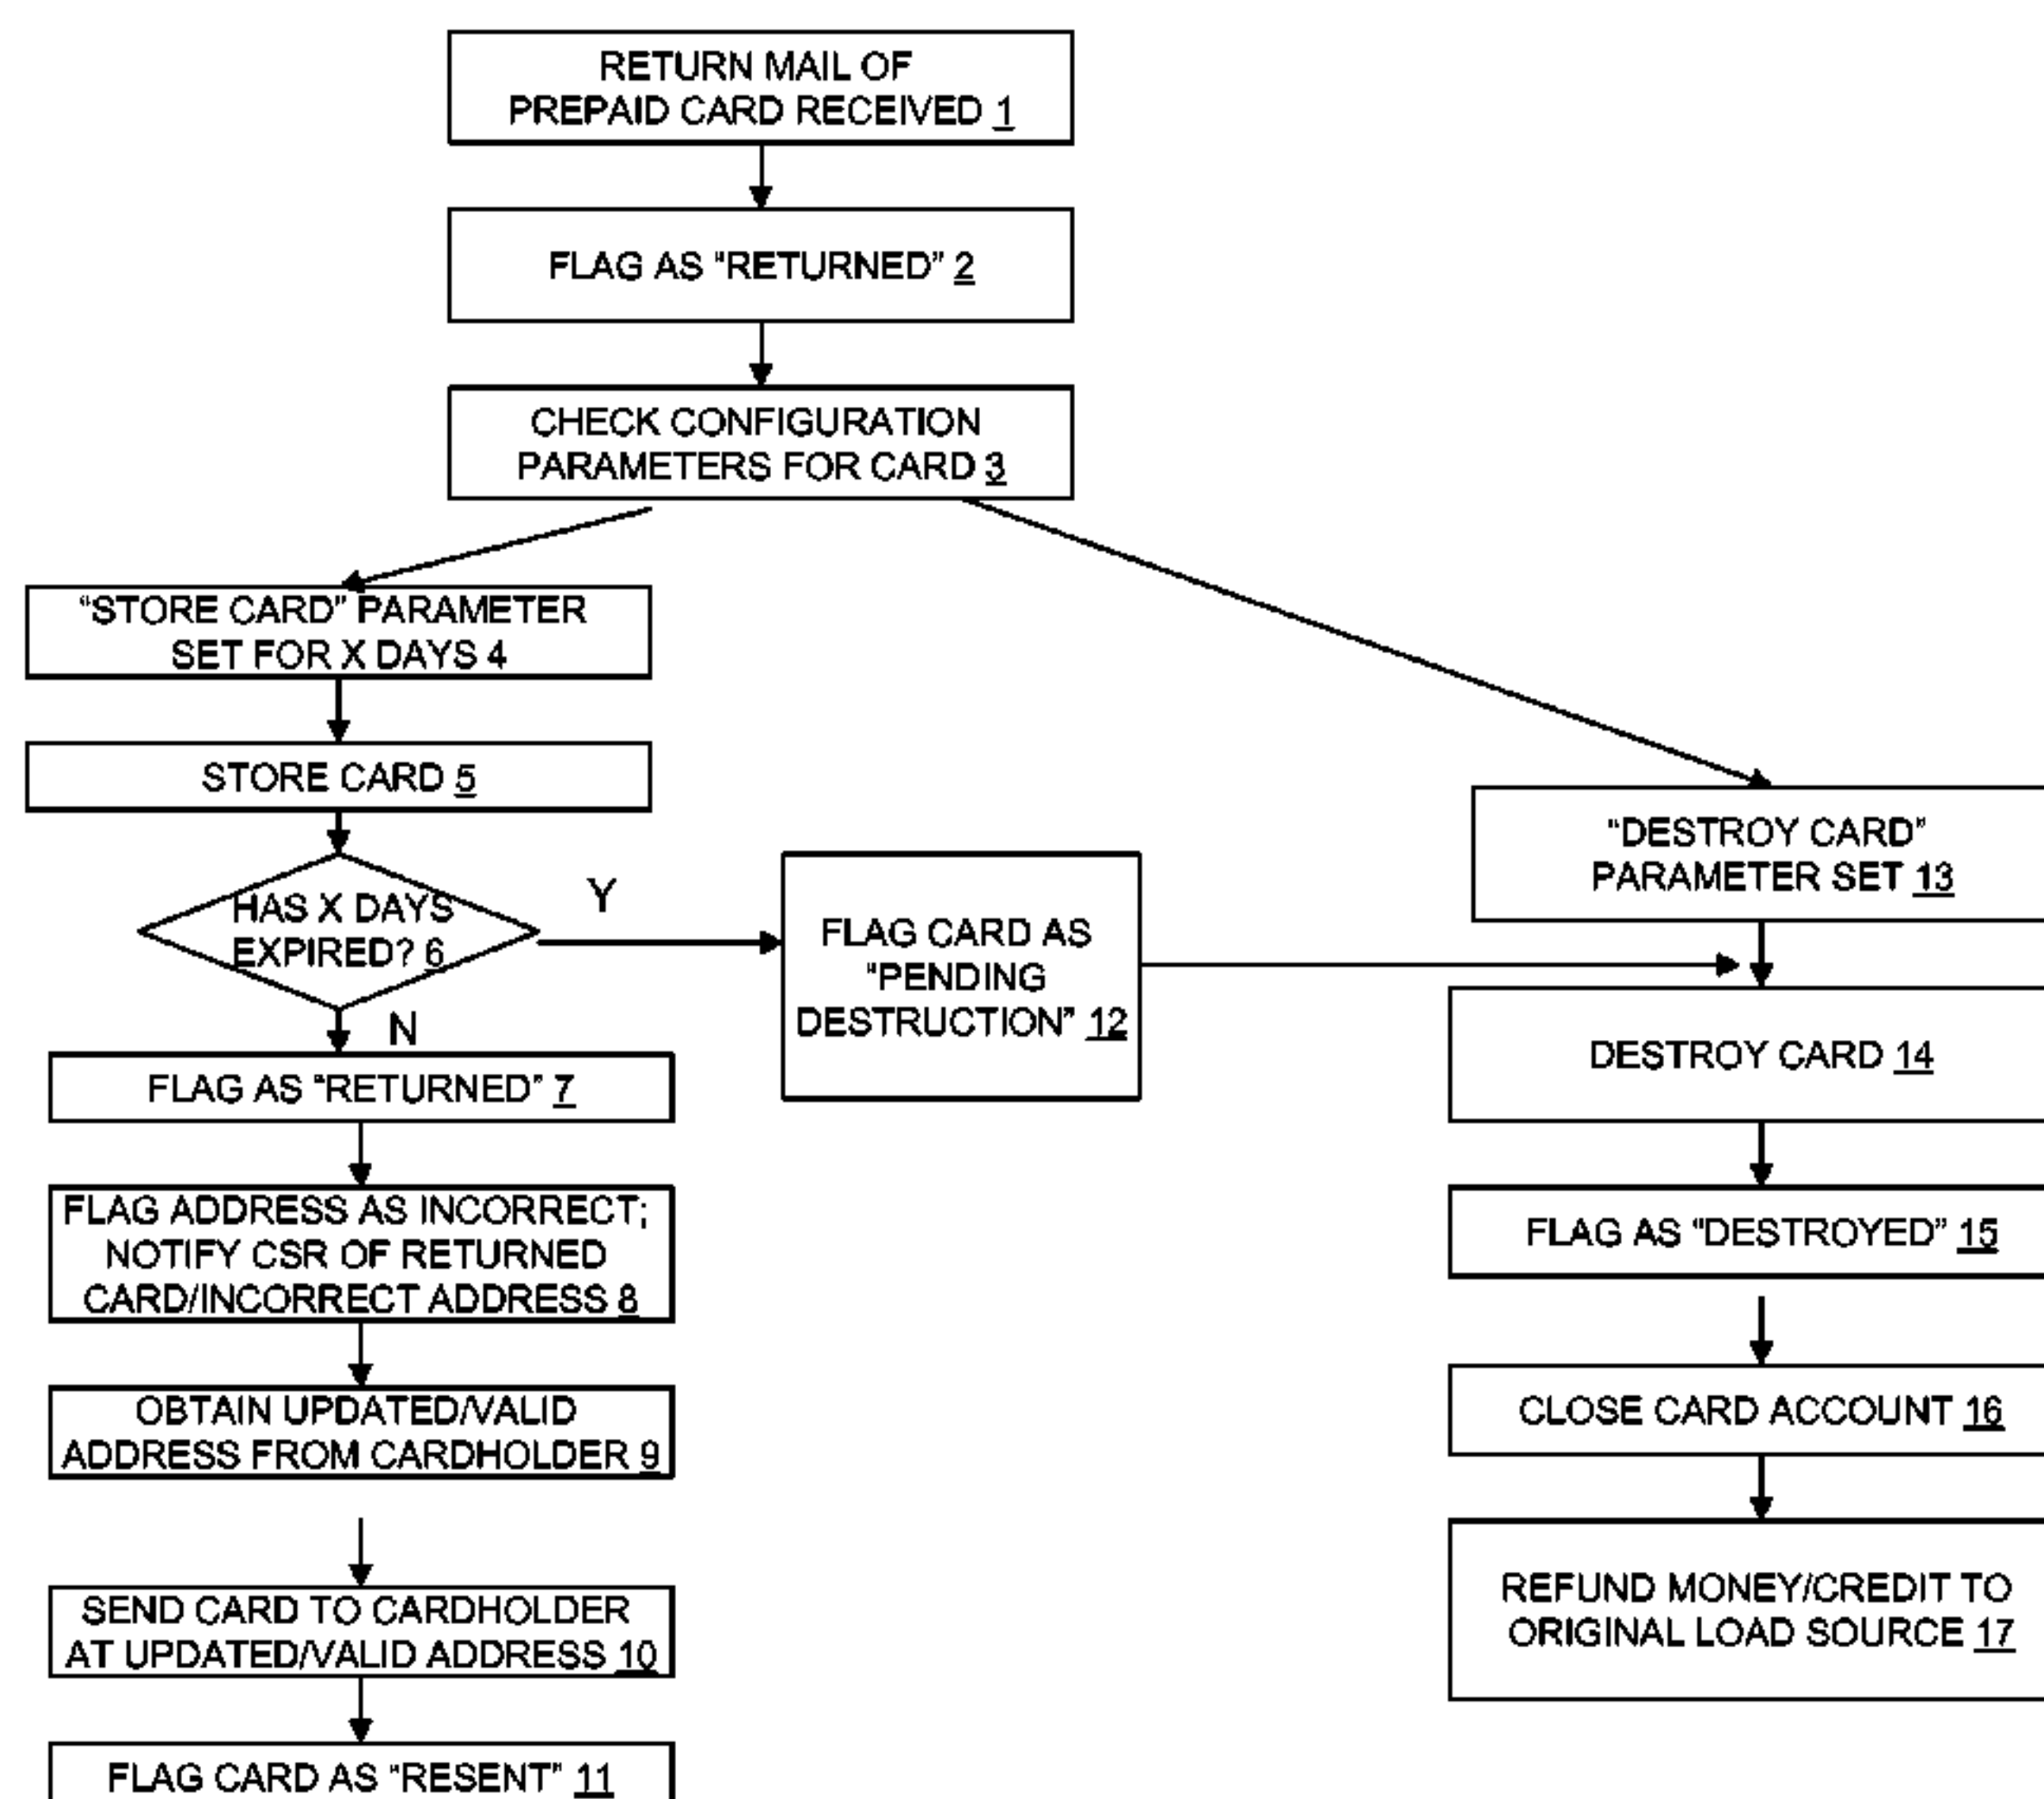 RETURN MAIL OF
PREPAID CARD RECEIVED 1
FLAG AS “RETURNED” 2
CHECK CONFIGURATION
PARAMETERS FOR CARD 3
“STORE CARD” PARAMETER
SET FOR X DAYS 4
STORE CARD 5
HAS X DAYS
EXPIRED? 6
Y
N
FLAG AS “RETURNED” 7
FLAG ADDRESS AS INCORRECT;
NOTIFY CSR OF RETURNED
CARD/INCORRECT ADDRESS 8
OBTAIN UPDATED/VALID
ADDRESS FROM CARDHOLDER 9
SEND CARD TO CARDHOLDER
AT UPDATED/VALID ADDRESS 10
FLAG CARD AS “RESENT” 11
FLAG CARD AS
“PENDING
DESTRUCTION” 12
“DESTROY CARD”
PARAMETER SET 13
DESTROY CARD 14
FLAG AS “DESTROYED” 15
CLOSE CARD ACCOUNT 16
REFUND MONEY/CREDIT TO
ORIGINAL LOAD SOURCE 17